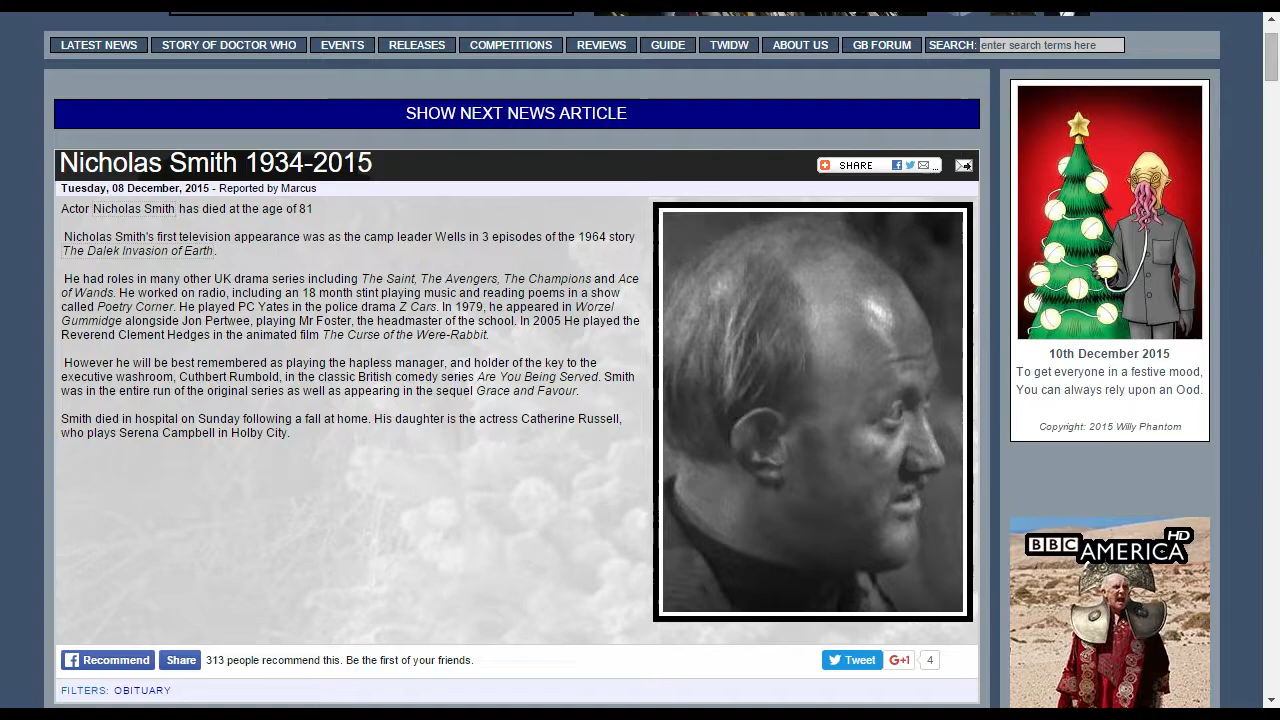 LATEST NEWS STORY OF DOCTOR WHO EVENTS RELEASES COMPETITIONS REVIEWS GUIDE TWIDW ABOUT US GB FORUM SEARCH: enter search terms here
SHOW NEXT NEWS ARTICLE
Nicholas Smith 1934-2015
SHARE ...
Tuesday, 08 December, 2015 - Reported by Marcus
Actor Nicholas Smith has died at the age of 81
Nicholas Smith's first television appearance was as the camp leader Wells in 3 episodes of the 1964 story
The Dalek Invasion of Earth.
He had roles in many other UK drama series including The Saint, The Avengers, The Champions and Ace
of Wands. He worked on radio, including an 18 month stint playing music and reading poems in a show
called Poetry Corner. He played PC Yates in the police drama Z Cars. In 1979, he appeared in Worzel
Gummidge alongside Jon Pertwee, playing Mr Foster, the headmaster of the school. In 2005 He played the
Reverend Clement Hedges in the animated film The Curse of the Were-Rabbit.
However he will be best remembered as playing the hapless manager, and holder of the key to the
executive washroom, Cuthbert Rumbold, in the classic British comedy series Are You Being Served. Smith
was in the entire run of the original series as well as appearing in the sequel Grace and Favour.
Smith died in hospital on Sunday following a fall at home. His daughter is the actress Catherine Russell,
who plays Serena Campbell in Holby City.
f Recommend Share 313 people recommend this. Be the first of your friends.
Tweet G+1 4
FILTERS: OBITUARY
10th December 2015
To get everyone in a festive mood,
You can always rely upon an Ood.
Copyright: 2015 Willy Phantom
BBC AMERICA HD